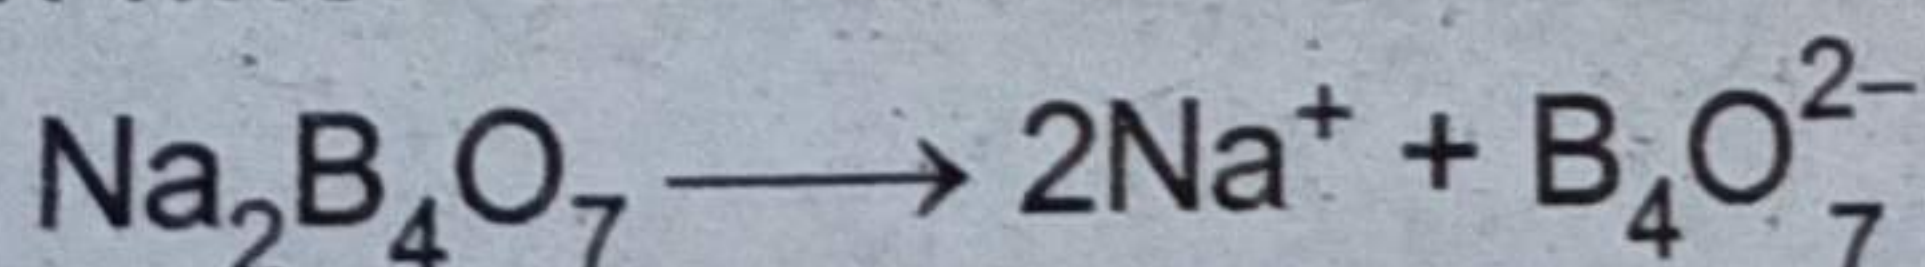 Na₂B₄O₇ ⟶ 2Na⁺ + B₄O₇²⁻